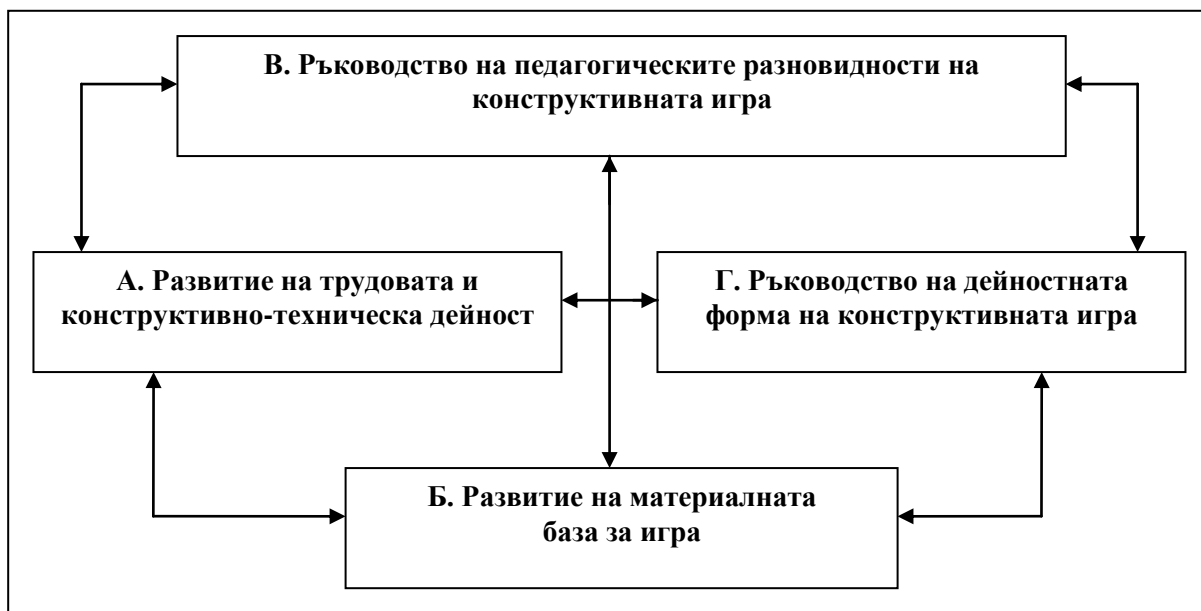 В. Ръководство на педагогическите разновидности на
конструктивната игра
А. Развитие на трудовата и
конструктивно-техническа дейност
Г. Ръководство на дейностната
форма на конструктивната игра
Б. Развитие на материалната
база за игра